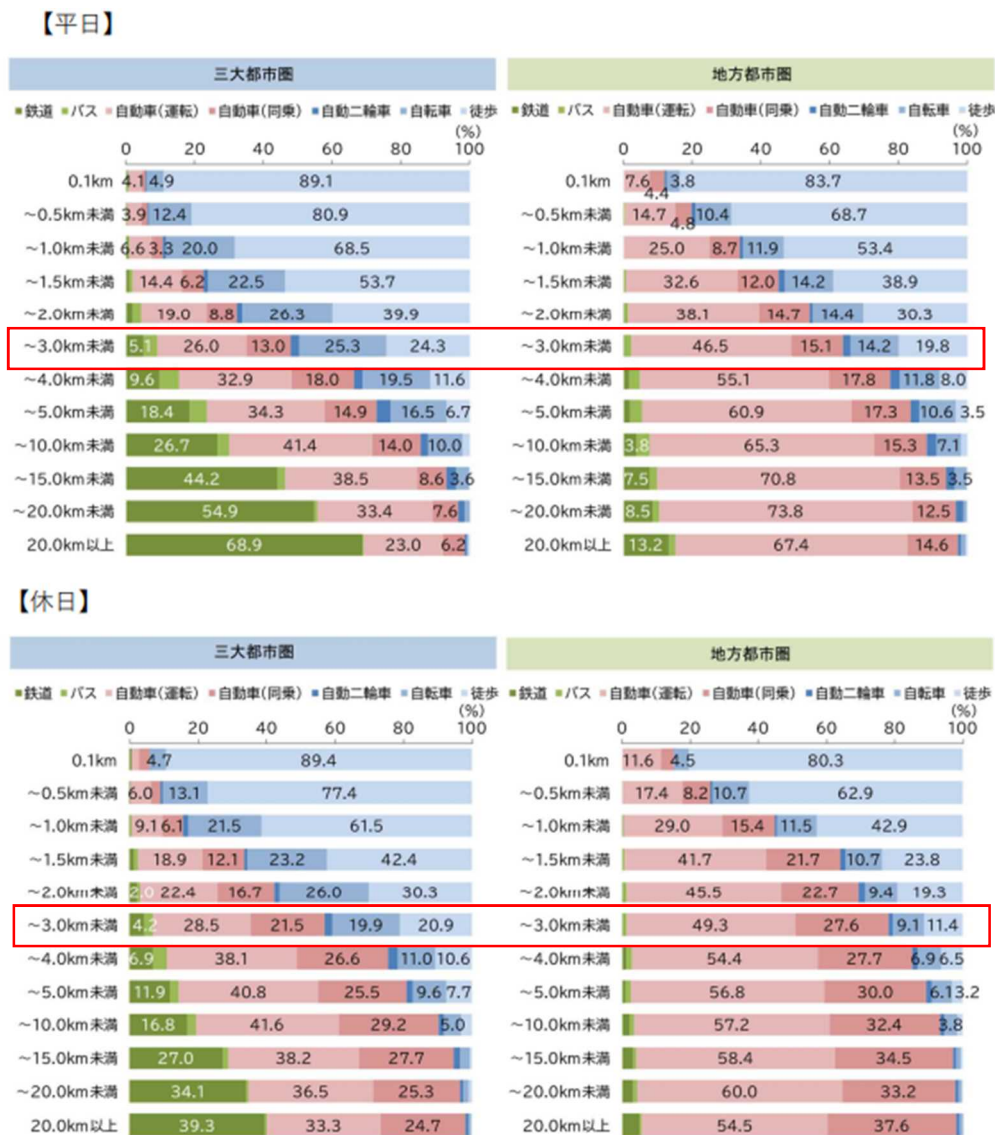 【平日】
三大都市圏 地方都市圏
■鉄道 ■バス ■自動車(運転) ■自動車(同乗) ■自動二輪車 ■自転車 ■徒歩 ■鉄道 ■バス ■自動車(運転) ■自動車(同乗) ■自動二輪車 ■自転車 ■徒歩
(%) (%)
0 20 40 60 80 100 0 20 40 60 80 100
0.1km 4.1 4.9 89.1 0.1km 7.6 4.4 3.8 83.7
~0.5km未満 3.9 12.4 80.9 ~0.5km未満 14.7 4.8 10.4 68.7
~1.0km未満 6.6 3.3 20.0 68.5 ~1.0km未満 25.0 8.7 11.9 53.4
~1.5km未満 14.4 6.2 22.5 53.7 ~1.5km未満 32.6 12.0 14.2 38.9
~2.0km未満 19.0 8.8 26.3 39.9 ~2.0km未満 38.1 14.7 14.4 30.3
~3.0km未満 5.1 26.0 13.0 25.3 24.3 ~3.0km未満 46.5 15.1 14.2 19.8
~4.0km未満 9.6 32.9 18.0 19.5 11.6 ~4.0km未満 55.1 17.8 11.8 8.0
~5.0km未満 18.4 34.3 14.9 16.5 6.7 ~5.0km未満 60.9 17.3 10.6 3.5
~10.0km未満 26.7 41.4 14.0 10.0 ~10.0km未満 3.8 65.3 15.3 7.1
~15.0km未満 44.2 38.5 8.6 3.6 ~15.0km未満 7.5 70.8 13.5 3.5
~20.0km未満 54.9 33.4 7.6 ~20.0km未満 8.5 73.8 12.5
20.0km以上 68.9 23.0 6.2 20.0km以上 13.2 67.4 14.6
【休日】
三大都市圏 地方都市圏
■鉄道 ■バス ■自動車(運転) ■自動車(同乗) ■自動二輪車 ■自転車 ■徒歩 ■鉄道 ■バス ■自動車(運転) ■自動車(同乗) ■自動二輪車 ■自転車 ■徒歩
(%) (%)
0 20 40 60 80 100 0 20 40 60 80 100
0.1km 4.7 89.4 0.1km 11.6 4.5 80.3
~0.5km未満 6.0 13.1 77.4 ~0.5km未満 17.4 8.2 10.7 62.9
~1.0km未満 9.1 6.1 21.5 61.5 ~1.0km未満 29.0 15.4 11.5 42.9
~1.5km未満 18.9 12.1 23.2 42.4 ~1.5km未満 41.7 21.7 10.7 23.8
~2.0km未満 2.0 22.4 16.7 26.0 30.3 ~2.0km未満 45.5 22.7 9.4 19.3
~3.0km未満 4.2 28.5 21.5 19.9 20.9 ~3.0km未満 49.3 27.6 9.1 11.4
~4.0km未満 6.9 38.1 26.6 11.0 10.6 ~4.0km未満 54.4 27.7 6.9 6.5
~5.0km未満 11.9 40.8 25.5 9.6 7.7 ~5.0km未満 56.8 30.0 6.1 3.2
~10.0km未満 16.8 41.6 29.2 5.0 ~10.0km未満 57.2 32.4 3.8
~15.0km未満 27.0 38.2 27.7 ~15.0km未満 58.4 34.5
~20.0km未満 34.1 36.5 25.3 ~20.0km未満 60.0 33.2
20.0km以上 39.3 33.3 24.7 20.0km以上 54.5 37.6